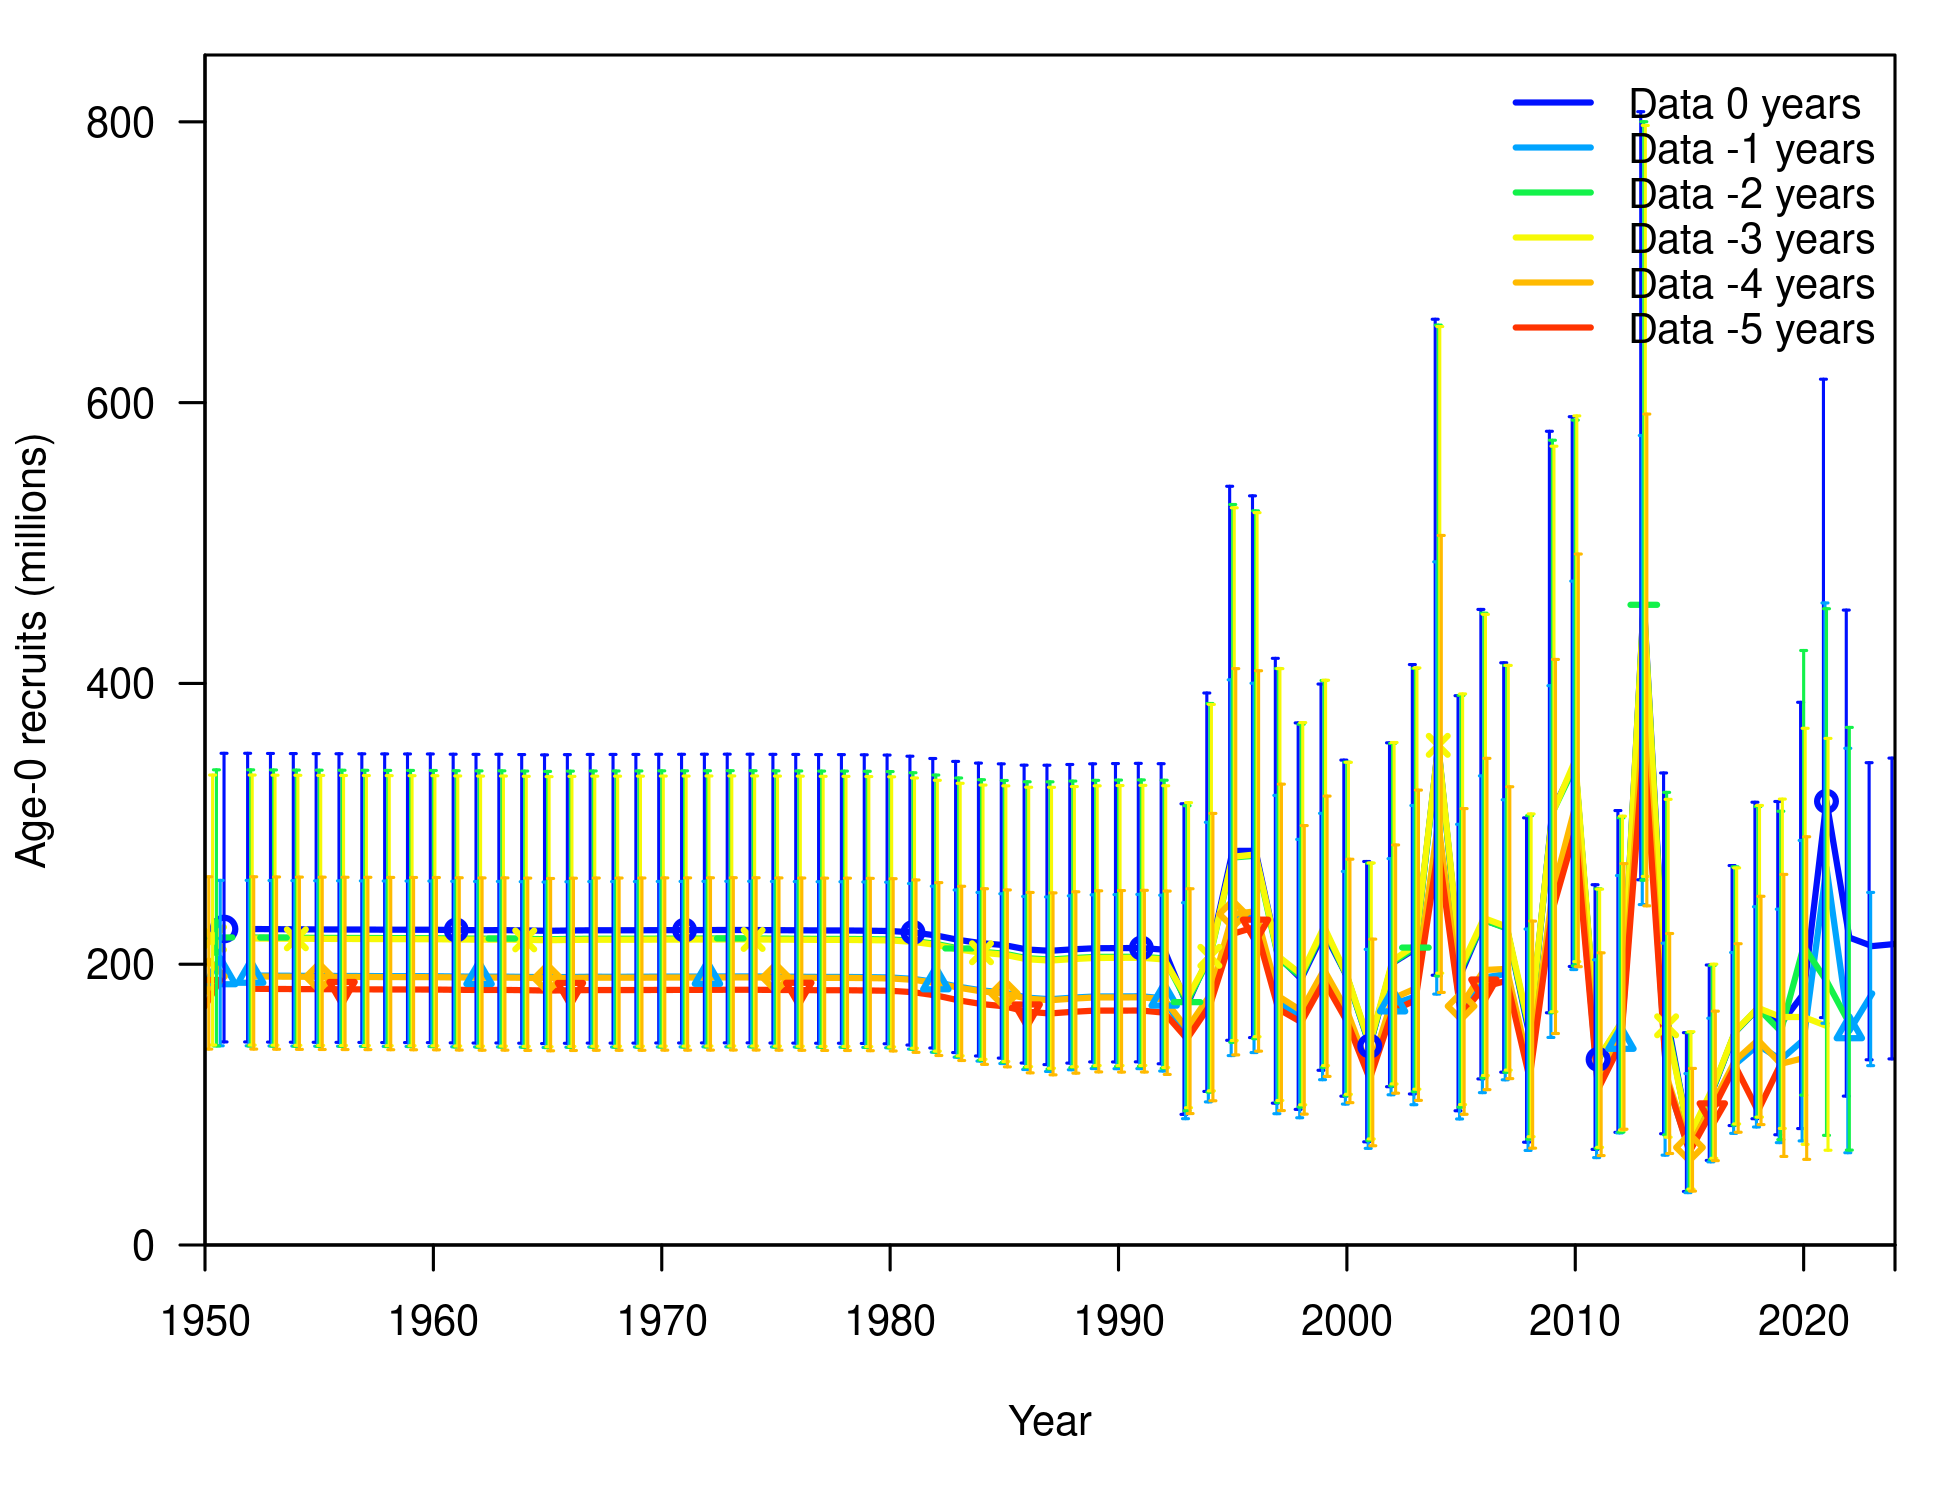 Data 0 years
Data -1 years
Data -2 years
Data -3 years
Data -4 years
Data -5 years
800
600
400
200
0
Age-0 recruits (millions)
1950 1960 1970 1980 1990 2000 2010 2020
Year